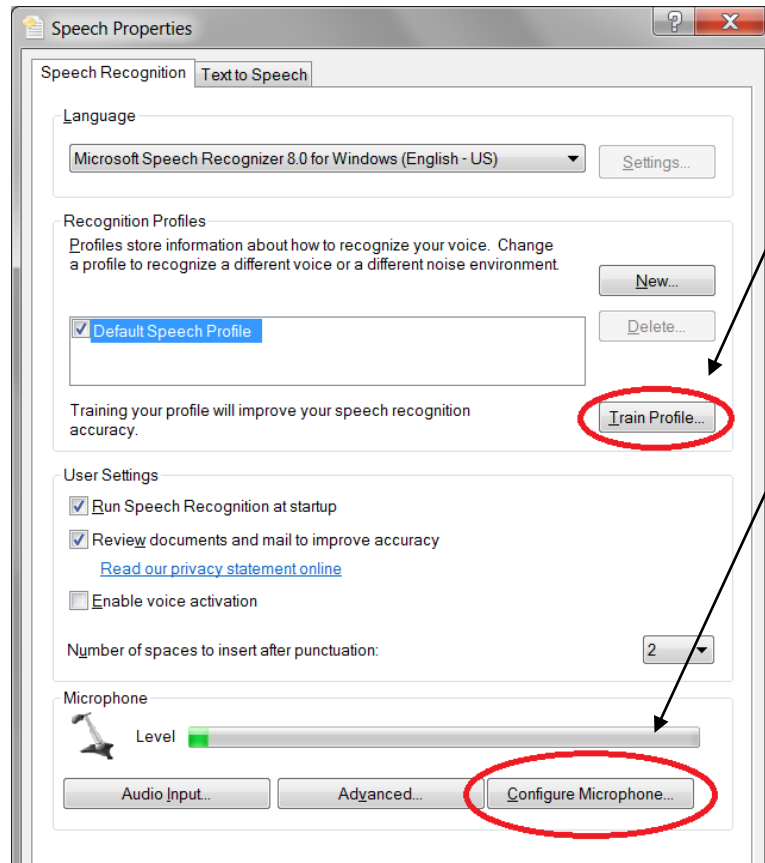 Speech Properties
Speech Recognition
Text to Speech
Language
Microsoft Speech Recognizer 8.0 for Windows (English - US)
Settings...
Recognition Profiles
Profiles store information about how to recognize your voice. Change
a profile to recognize a different voice or a different noise environment.
New...
Default Speech Profile
Delete...
Training your profile will improve your speech recognition
accuracy.
Train Profile...
User Settings
Run Speech Recognition at startup
Review documents and mail to improve accuracy
Read our privacy statement online
Enable voice activation
Number of spaces to insert after punctuation:
2
Microphone
Level
Audio Input...
Advanced...
Configure Microphone...